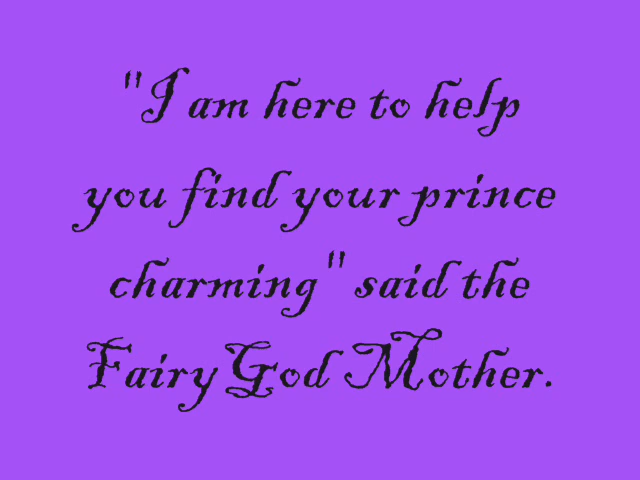 "I am here to help
you find your prince
charming" said the
Fairy God Mother.